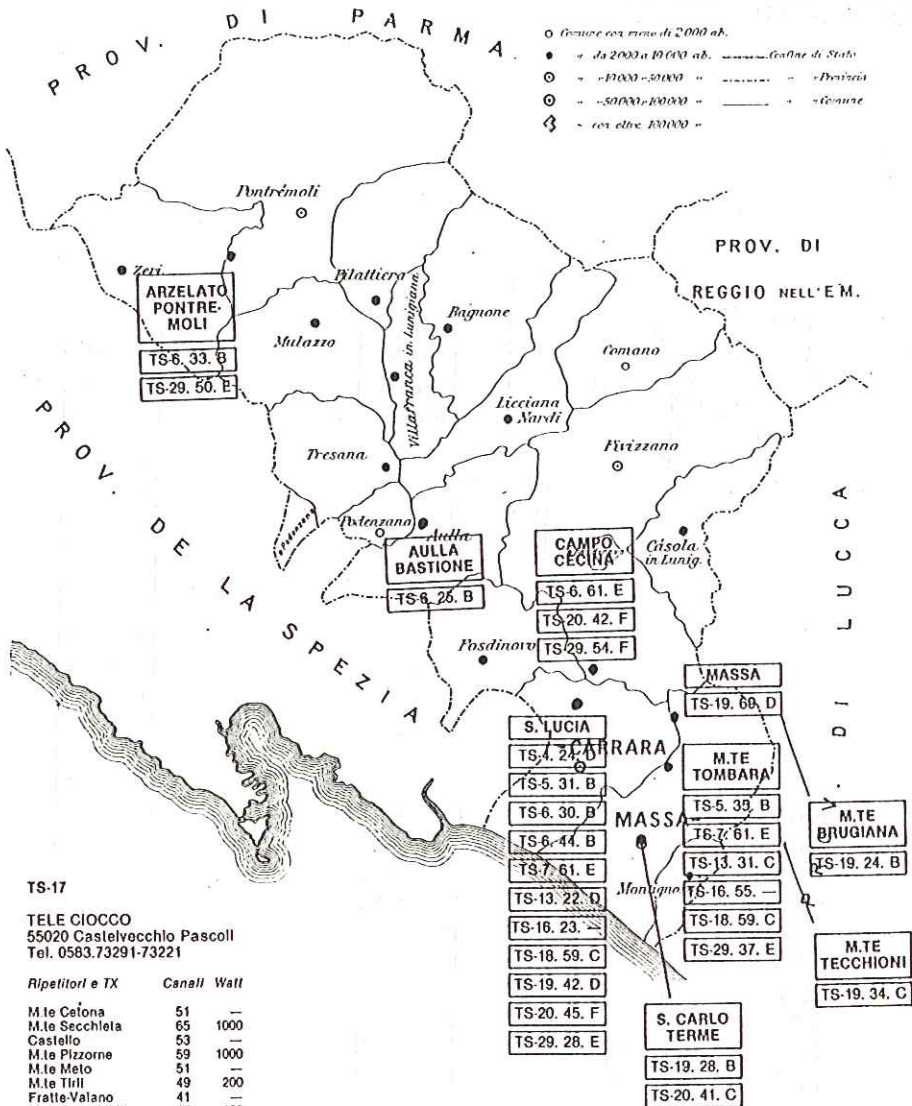 PROV. DI PARMA
Comune con meno di 2000 ab.
" da 2000 a 10000 ab.
Confine di Stato
" " 10000 " 50000 "
" " Provincia
" " 50000 " 100000 "
" " Comune
" con oltre 100000 "
Pontrémoli
PROV. DI
REGGIO NELL'EM.
Zeri
ARZELATO
PONTRE-
MOLI
TS-6. 33. B
TS-29. 50. E
Filattiera
Mulazzo
Villafranca in Lunigiana
Bagnone
Comano
Licciana
Nardi
Tresana
Fivizzano
PROV. DE LA SPEZIA
Podenzana
Aulla
AULLA
BASTIONE
TS-6. 25. B
CAMPO
CECINA
TS-6. 61. E
TS-20. 42. F
TS-29. 54. F
Cásola
in Lunig.
DI LUCCA
Fosdinovo
MASSA
TS-19. 60. D
S. LUCIA
CARRARA
TS-4. 24. D
TS-5. 31. B
TS-6. 30. B
TS-6. 44. B
TS-7. 61. E
TS-13. 22. D
TS-16. 23. —
TS-18. 59. C
TS-19. 42. D
TS-20. 45. F
TS-29. 28. E
M.TE
TOMBARA
TS-5. 39. B
T6-7. 61. E
TS-13. 31. C
TS-16. 55. —
TS-18. 59. C
TS-29. 37. E
MASSA
M.TE
BRUGIANA
TS-19. 24. B
M.TE
TECCHIONI
TS-19. 34. C
S. CARLO
TERME
TS-19. 28. B
TS-20. 41. C
TS-17
TELE CIOCCO
55020 Castelvecchio Pascoli
Tel. 0583.73291-73221
Ripetitori e TX Canali Watt
M.te Cetona 51 —
M.te Secchieta 65 1000
Castello 53 —
M.te Pizzorne 59 1000
M.te Meto 51 —
M.te Tirli 49 200
Fratte-Valano 41 —